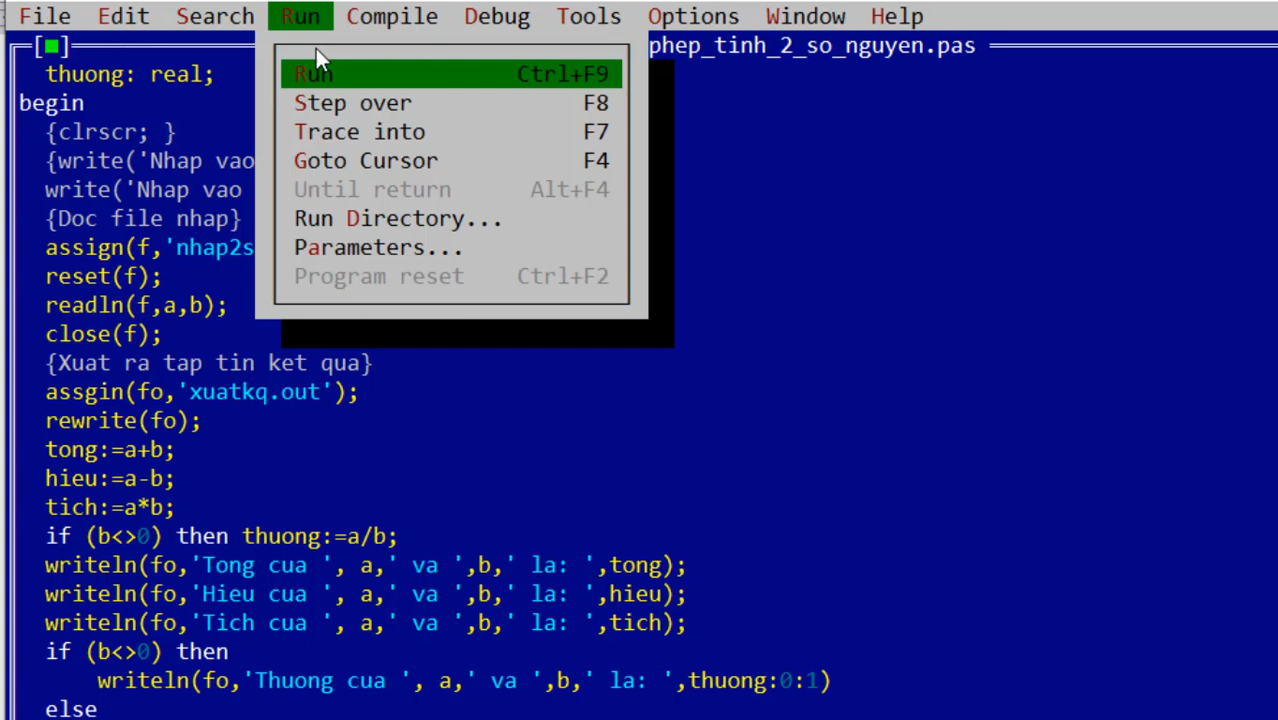 File Edit Search Run Compile Debug Tools Options Window Help
phep_tinh_2_so_nguyen.pas
Run Ctrl+F9
Step over F8
Trace into F7
Goto Cursor F4
Until return Alt+F4
Run Directory...
Parameters...
Program reset Ctrl+F2
thuong: real;
begin
{clrscr; }
{write('Nhap vao
write('Nhap vao
{Doc file nhap}
assign(f,'nhap2s
reset(f);
readln(f,a,b);
close(f);
{Xuat ra tap tin ket qua}
assgin(fo,'xuatkq.out');
rewrite(fo);
tong:=a+b;
hieu:=a-b;
tich:=a*b;
if (b<>0) then thuong:=a/b;
writeln(fo,'Tong cua ', a,' va ',b,' la: ',tong);
writeln(fo,'Hieu cua ', a,' va ',b,' la: ',hieu);
writeln(fo,'Tich cua ', a,' va ',b,' la: ',tich);
if (b<>0) then
writeln(fo,'Thuong cua ', a,' va ',b,' la: ',thuong:0:1)
else